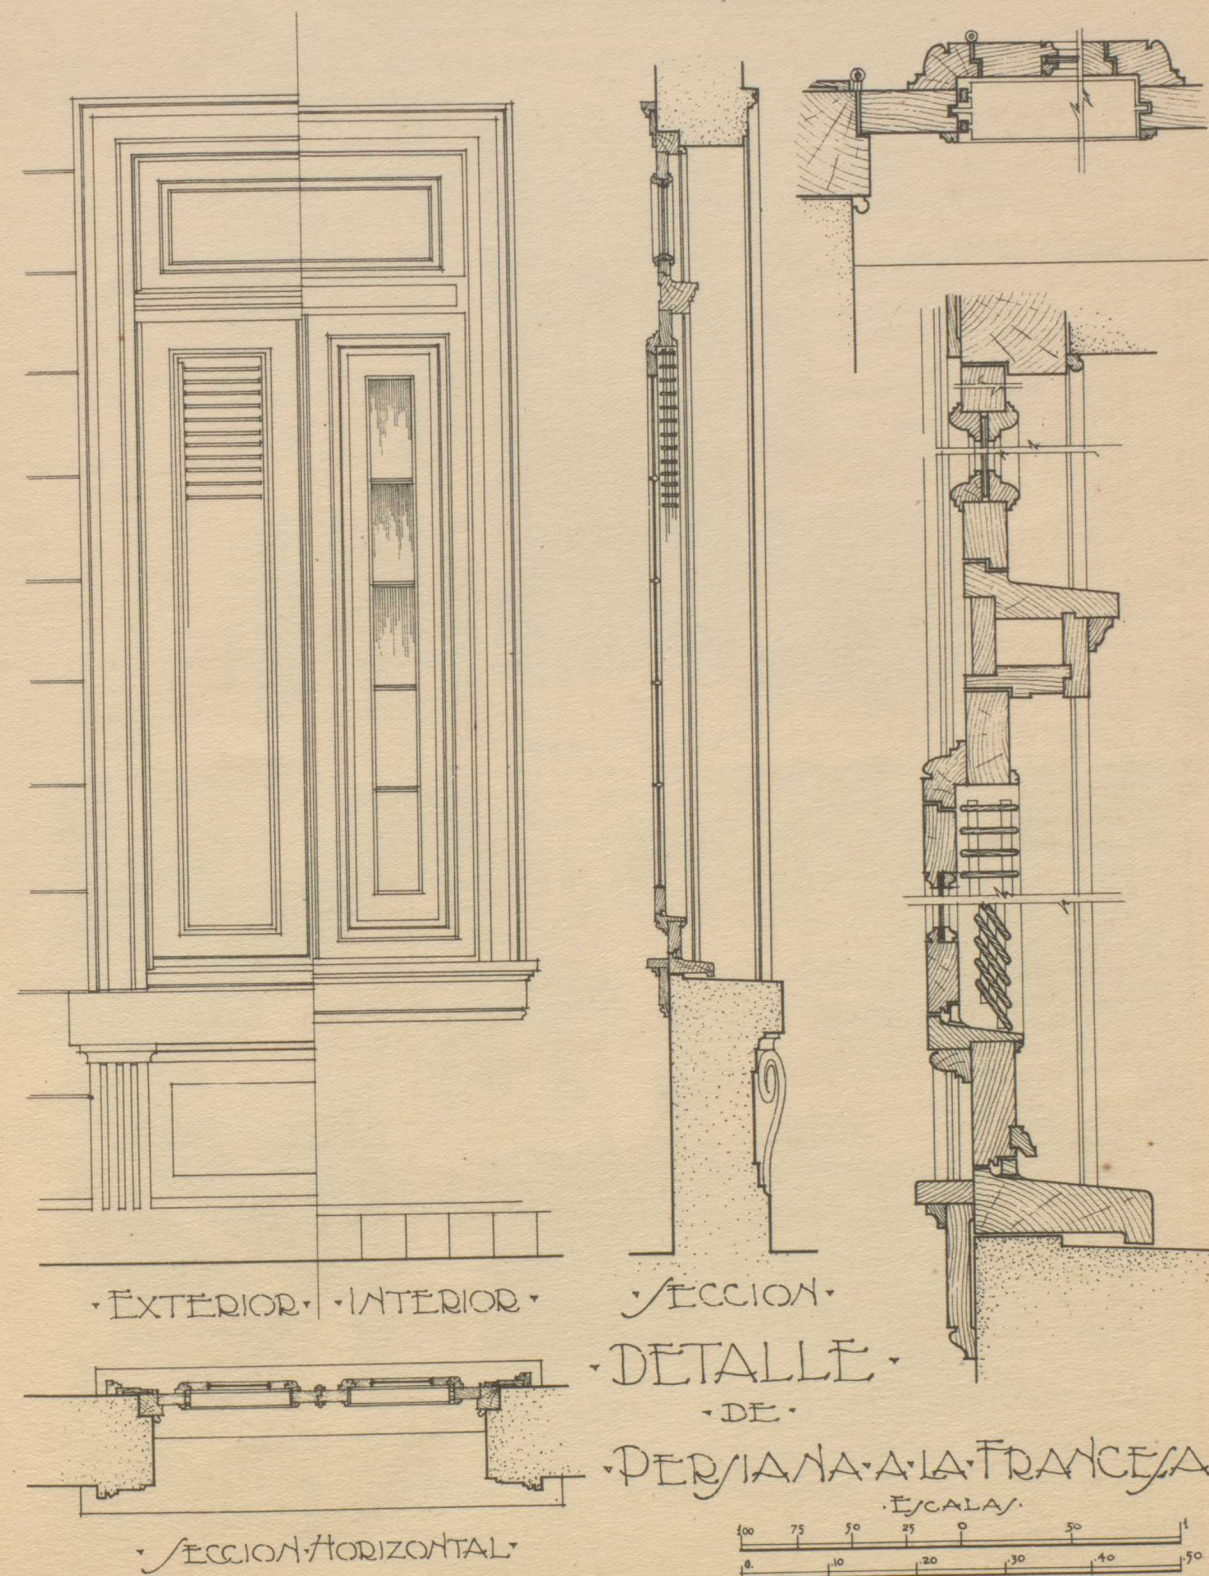 ·EXTERIOR· ·INTERIOR·
·SECCION·
·DETALLE·
·DE·
·PERSIANA·A·LA·FRANCESA
·ESCALAS·
100 75 50 25 0 50 1
0. .10 .20 .30 .40 .50
·SECCION·HORIZONTAL·